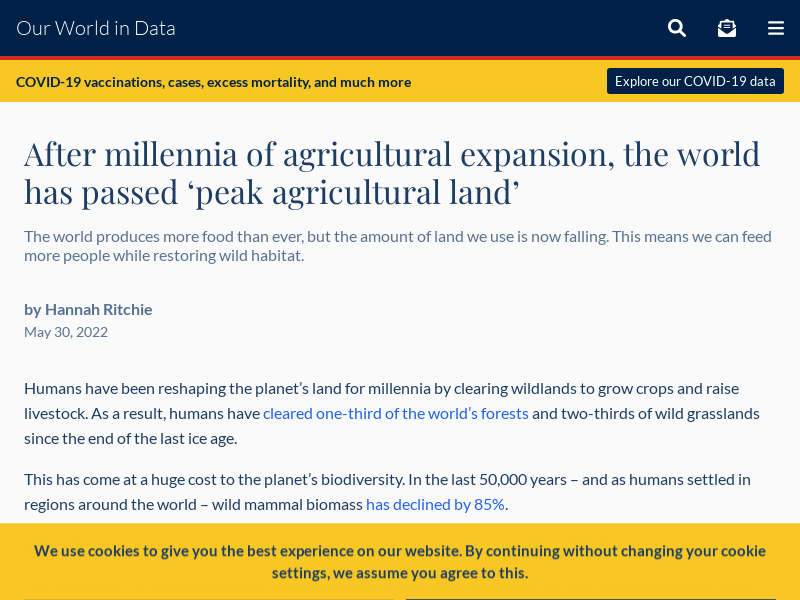 Our World in Data
COVID-19 vaccinations, cases, excess mortality, and much more
Explore our COVID-19 data
After millennia of agricultural expansion, the world
has passed ‘peak agricultural land’
The world produces more food than ever, but the amount of land we use is now falling. This means we can feed
more people while restoring wild habitat.
by Hannah Ritchie
May 30, 2022
Humans have been reshaping the planet’s land for millennia by clearing wildlands to grow crops and raise
livestock. As a result, humans have cleared one-third of the world’s forests and two-thirds of wild grasslands
since the end of the last ice age.
This has come at a huge cost to the planet’s biodiversity. In the last 50,000 years – and as humans settled in
regions around the world – wild mammal biomass has declined by 85%.
We use cookies to give you the best experience on our website. By continuing without changing your cookie
settings, we assume you agree to this.